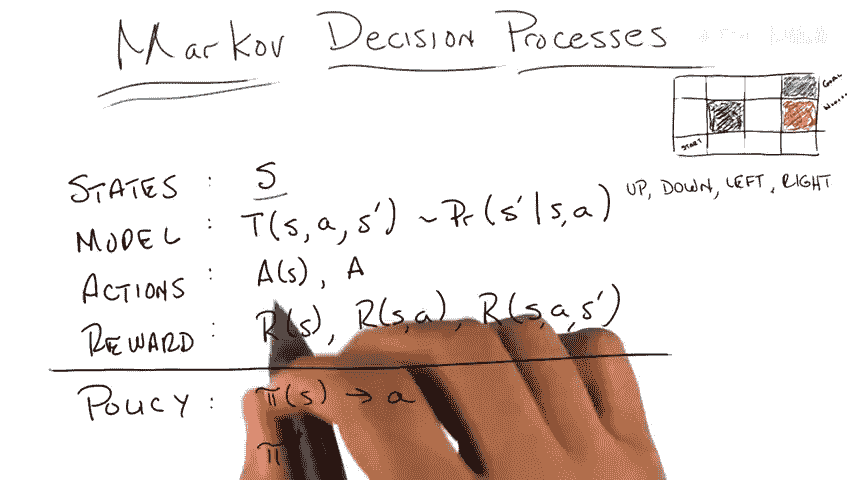 Markov Decision Processes
GOAL
START
UP, DOWN, LEFT, RIGHT
STATES : S
MODEL : T(s, a, s') ~ Pr(s' | s, a)
ACTIONS : A(s), A
REWARD : R(s), R(s,a), R(s,a,s')
POLICY : π(s) → a
π